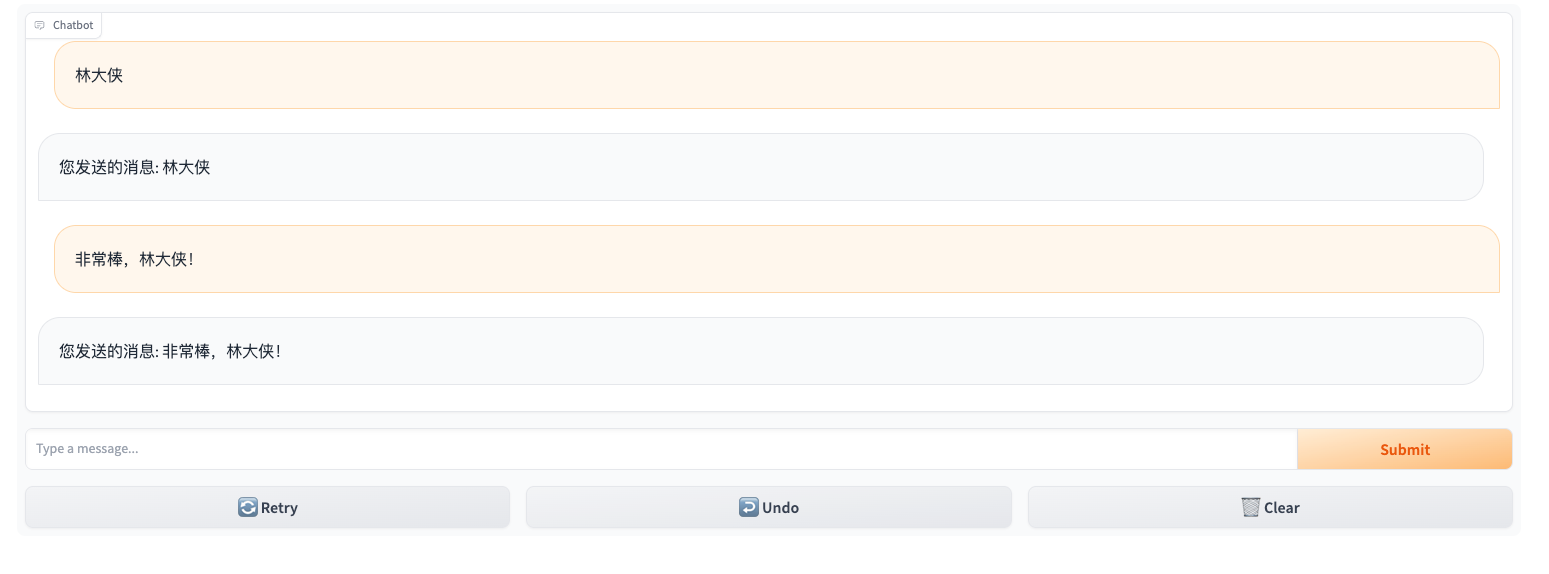 Chatbot
林大侠
您发送的消息: 林大侠
非常棒，林大侠！
您发送的消息: 非常棒，林大侠！
Type a message...
Submit
Retry
Undo
Clear